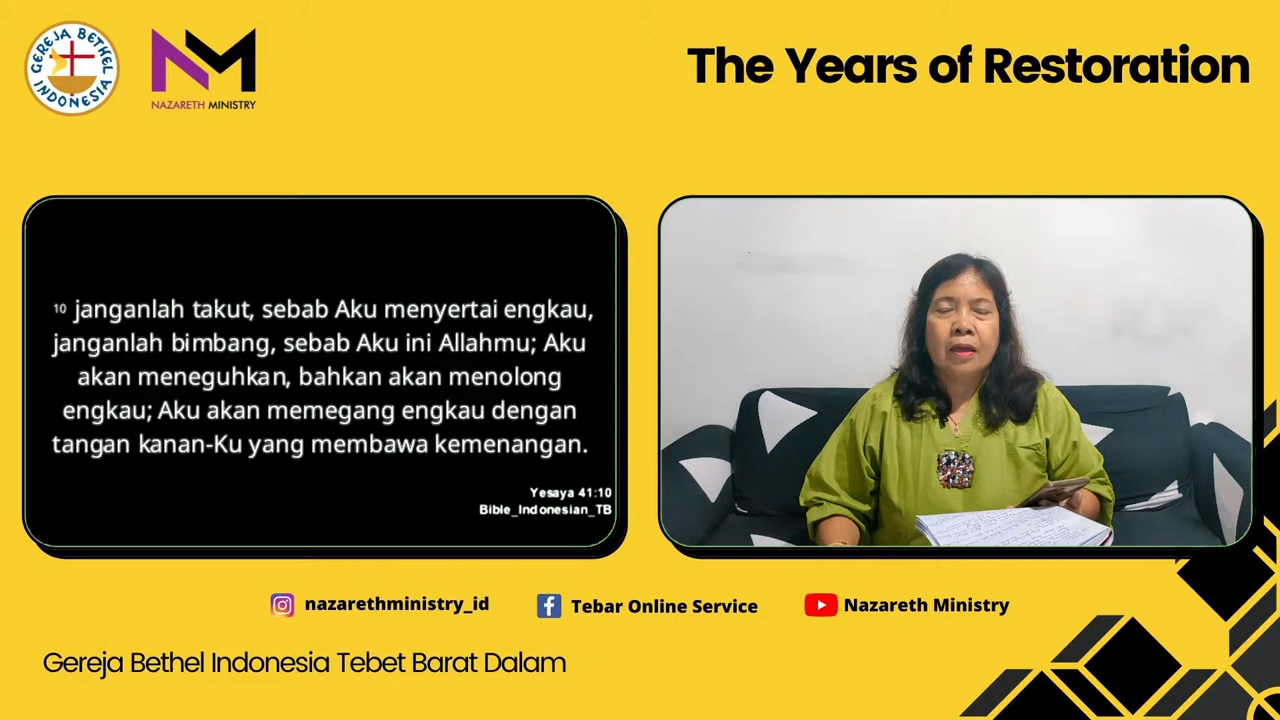 GEREJA BETHEL INDONESIA
NM
NAZARETH MINISTRY
The Years of Restoration
10 janganlah takut, sebab Aku menyertai engkau,
janganlah bimbang, sebab Aku ini Allahmu; Aku
akan meneguhkan, bahkan akan menolong
engkau; Aku akan memegang engkau dengan
tangan kanan-Ku yang membawa kemenangan.
Yesaya 41:10
Bible_Indonesian_TB
nazarethministry_id
Tebar Online Service
Nazareth Ministry
Gereja Bethel Indonesia Tebet Barat Dalam